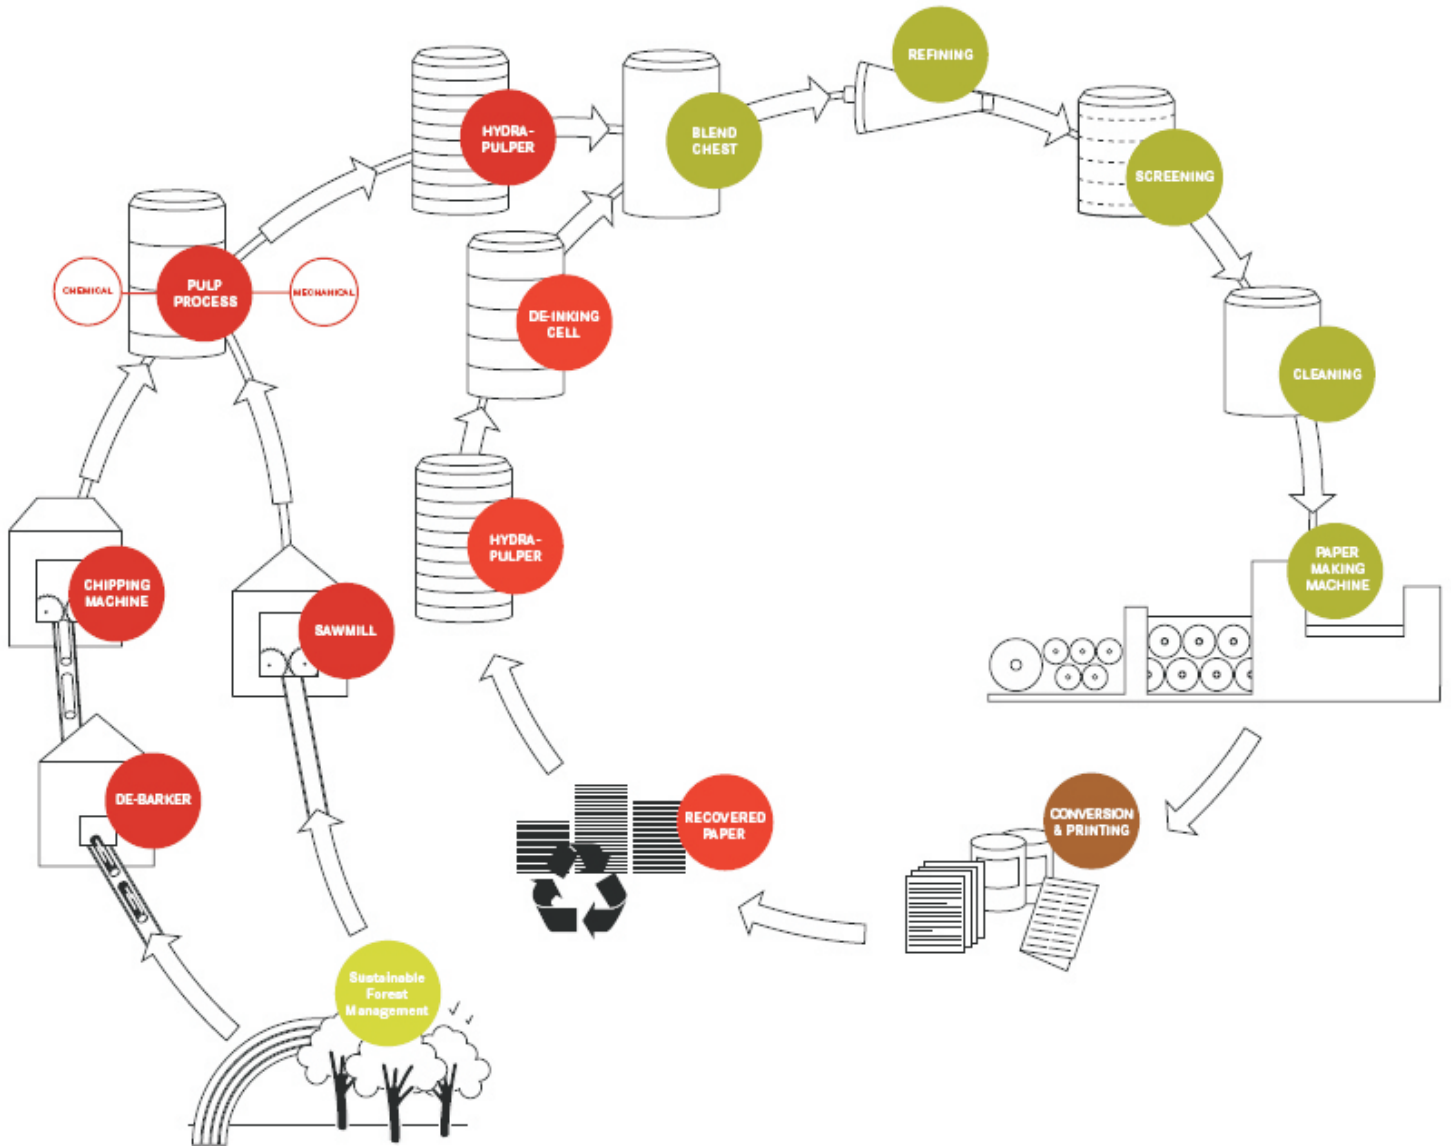 REFINING
HYDRA-
PULPER
BLEND
CHEST
SCREENING
CHEMICAL
PULP
PROCESS
MECHANICAL
DE-INKING
CELL
CLEANING
HYDRA-
PULPER
PAPER
MAKING
MACHINE
CHIPPING
MACHINE
SAWMILL
DE-BARKER
RECOVERED
PAPER
CONVERSION
& PRINTING
Sustainable
Forest
Management